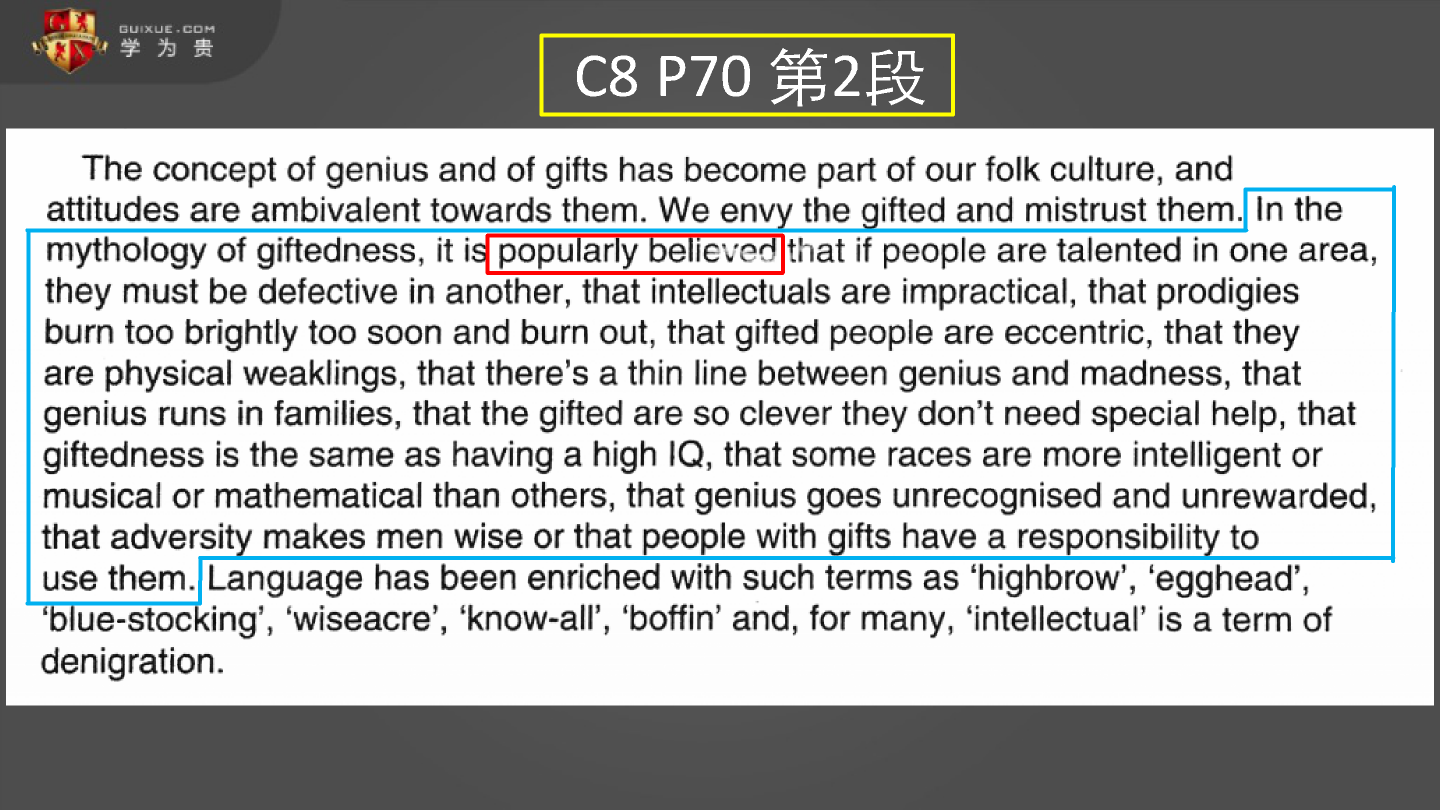 GUIXUE.COM
学为贵
C8 P70 第2段
The concept of genius and of gifts has become part of our folk culture, and
attitudes are ambivalent towards them. We envy the gifted and mistrust them. In the
mythology of giftedness, it is popularly believed that if people are talented in one area,
they must be defective in another, that intellectuals are impractical, that prodigies
burn too brightly too soon and burn out, that gifted people are eccentric, that they
are physical weaklings, that there's a thin line between genius and madness, that
genius runs in families, that the gifted are so clever they don't need special help, that
giftedness is the same as having a high IQ, that some races are more intelligent or
musical or mathematical than others, that genius goes unrecognised and unrewarded,
that adversity makes men wise or that people with gifts have a responsibility to
use them. Language has been enriched with such terms as 'highbrow', 'egghead',
'blue-stocking', 'wiseacre', 'know-all', 'boffin' and, for many, 'intellectual' is a term of
denigration.